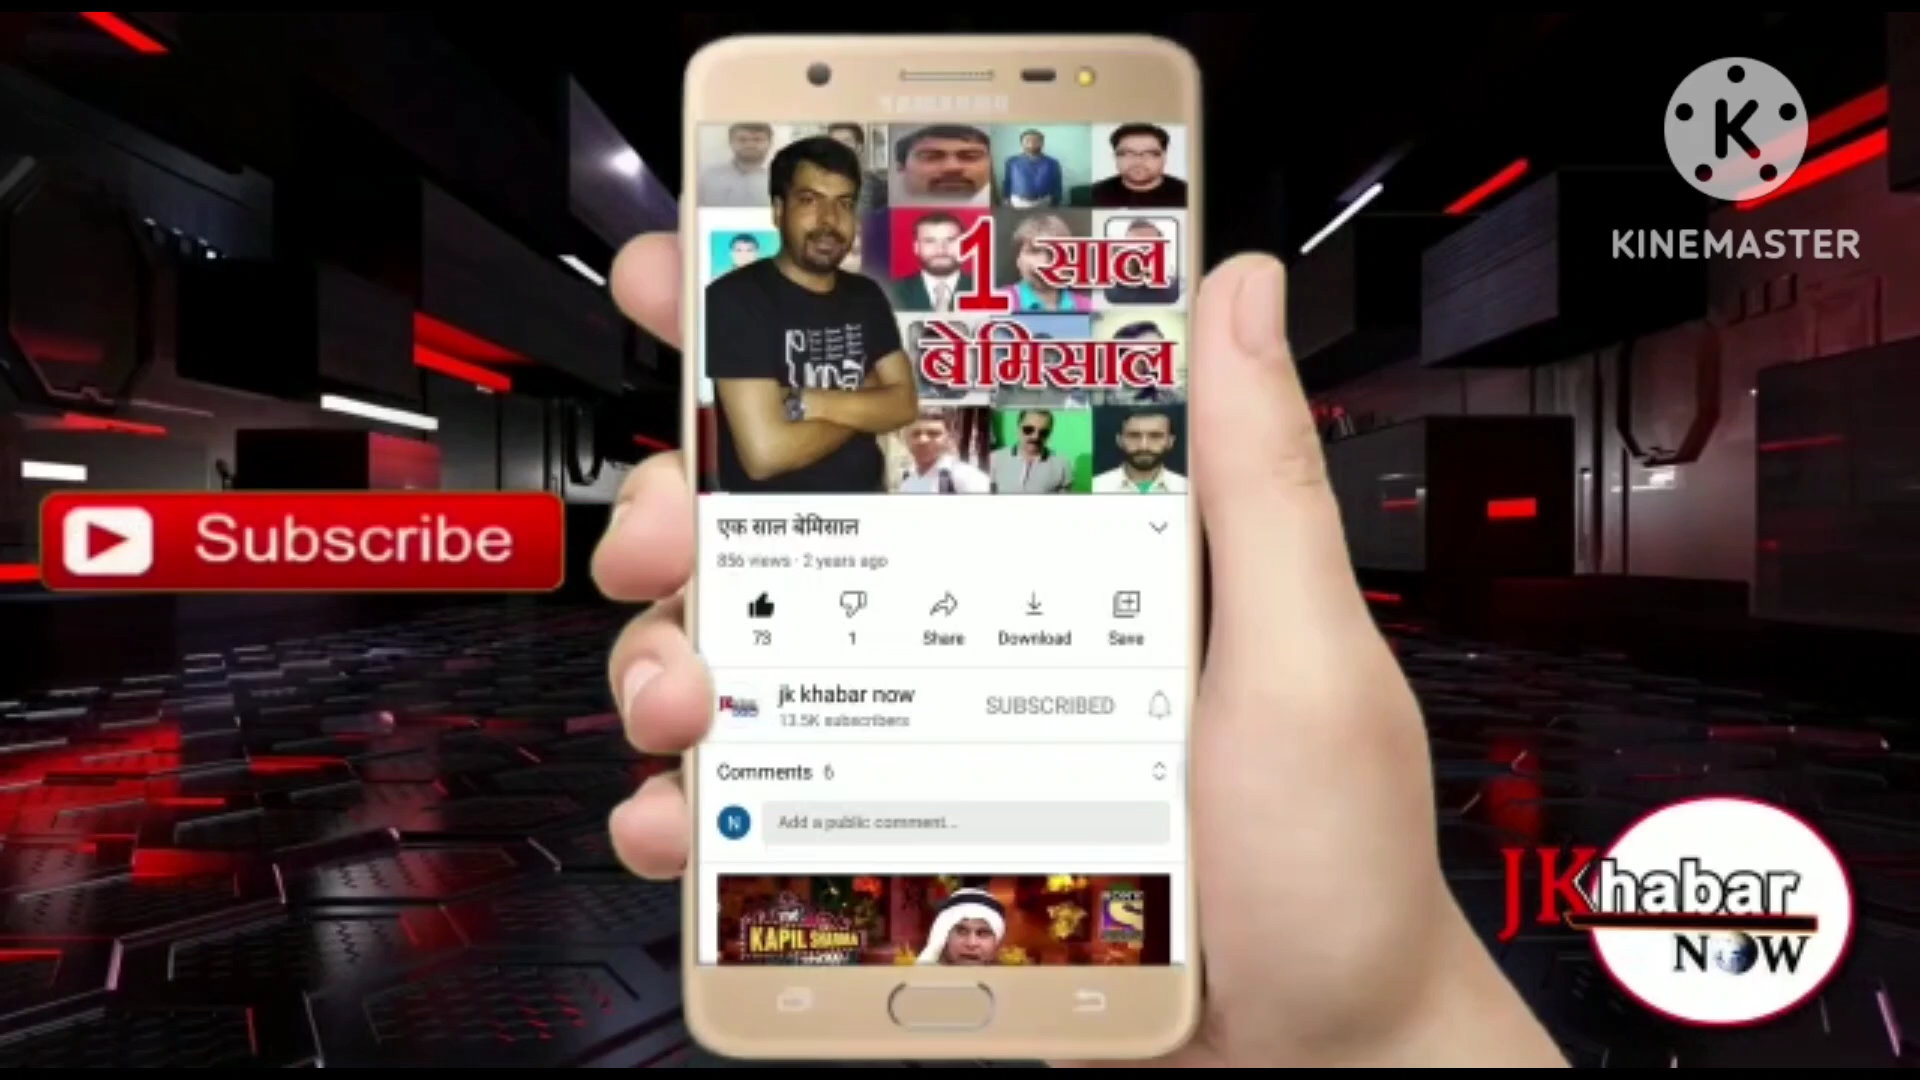 KINEMASTER
SAMSUNG
1 साल
बेमिसाल
Subscribe
एक साल बेमिसाल
856 views · 2 years ago
73
1
Share
Download
Save
jk khabar now
13.5K subscribers
SUBSCRIBED
Comments 6
N
Add a public comment...
KAPIL SHARMA
JKhabar
NOW